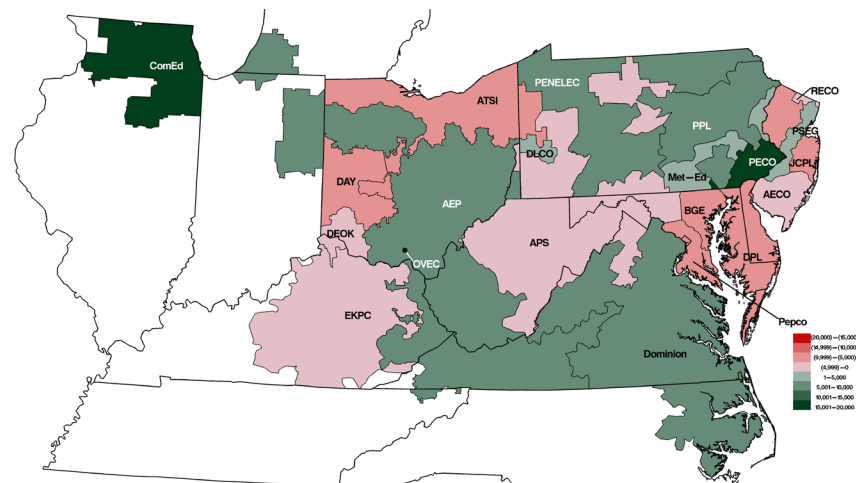 ComEd
RECO
PENELEC
ATSI
PPL
PSEG
DLCO
PECO
JCPL
Met–Ed
DAY
AECO
AEP
BGE
DEOK
APS
DPL
OVEC
EKPC
Pepco
Dominion
(20,000)–(15,000)
(14,999)–(10,000)
(9,999)–(5,000)
(4,999)–0
1–5,000
5,001–10,000
10,001–15,000
15,001–20,000